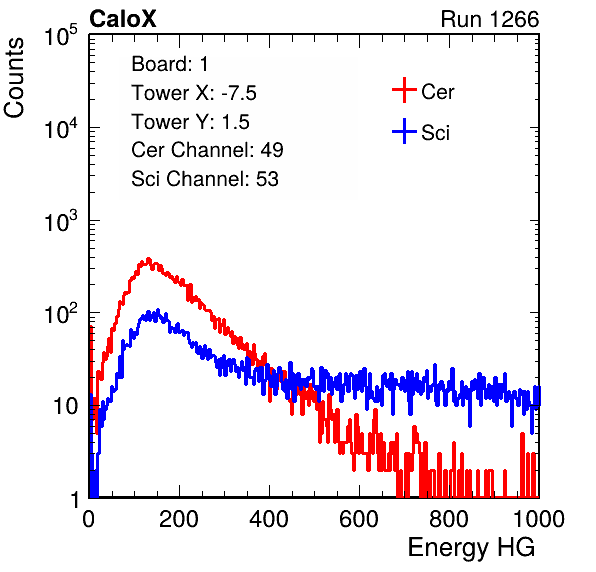 CaloX Run 1266
Counts
10^5
10^4
10^3
10^2
10
1
Board: 1
Tower X: -7.5
Tower Y: 1.5
Cer Channel: 49
Sci Channel: 53
Cer
Sci
0 200 400 600 800 1000
Energy HG